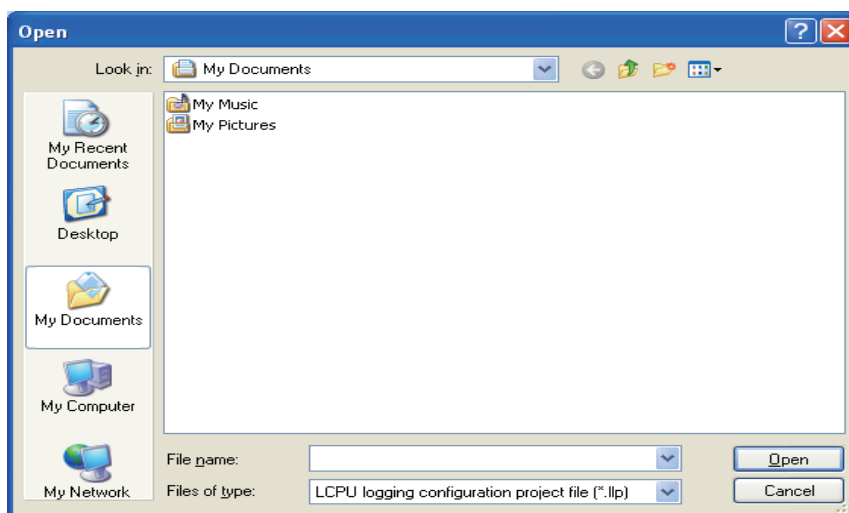 Open
Look in: My Documents
My Recent
Documents
Desktop
My Documents
My Computer
My Network
My Music
My Pictures
File name:
Open
Files of type: LCPU logging configuration project file (*.llp)
Cancel